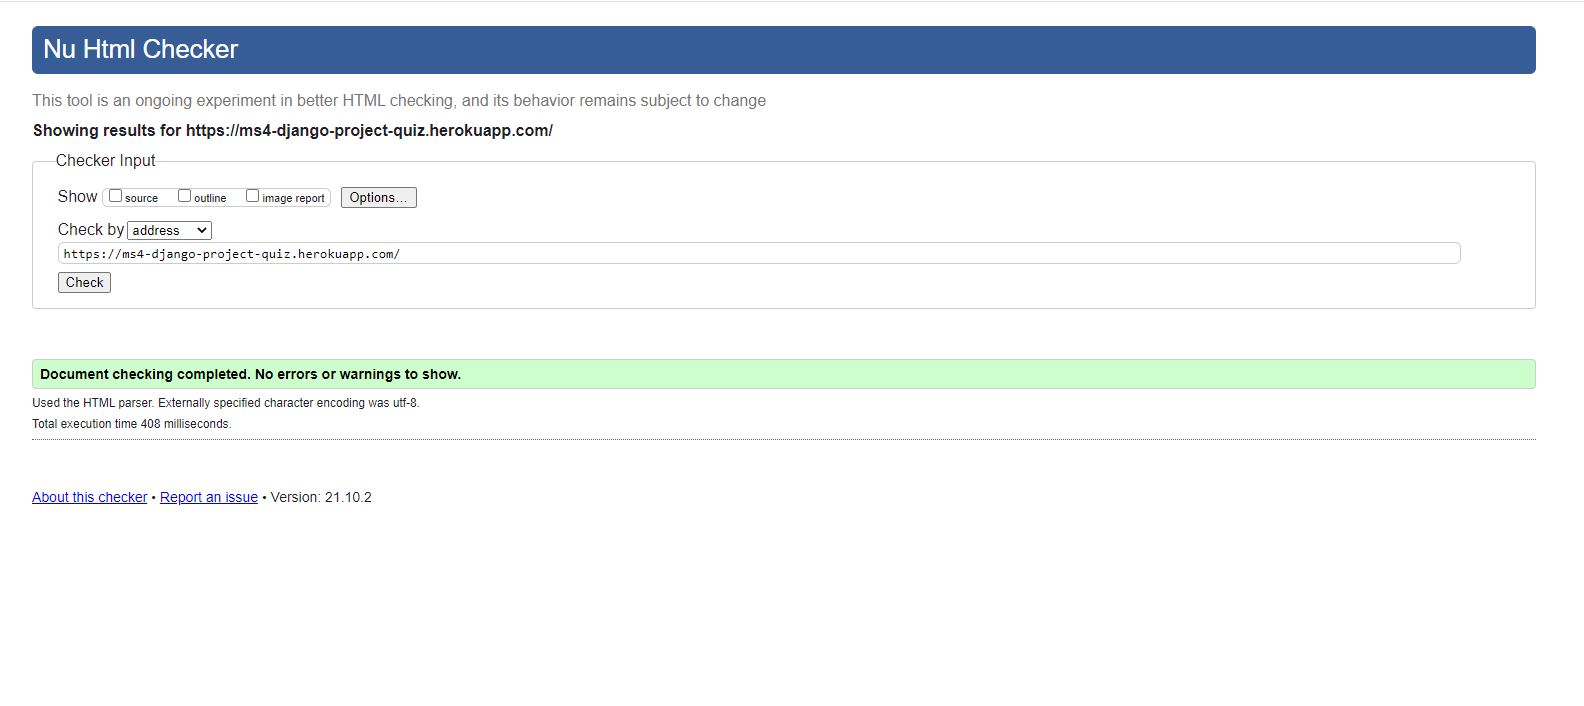 Nu Html Checker
This tool is an ongoing experiment in better HTML checking, and its behavior remains subject to change
Showing results for https://ms4-django-project-quiz.herokuapp.com/
Checker Input
Show source outline image report Options...
Check by address
https://ms4-django-project-quiz.herokuapp.com/
Check
Document checking completed. No errors or warnings to show.
Used the HTML parser. Externally specified character encoding was utf-8.
Total execution time 408 milliseconds.
About this checker • Report an issue • Version: 21.10.2